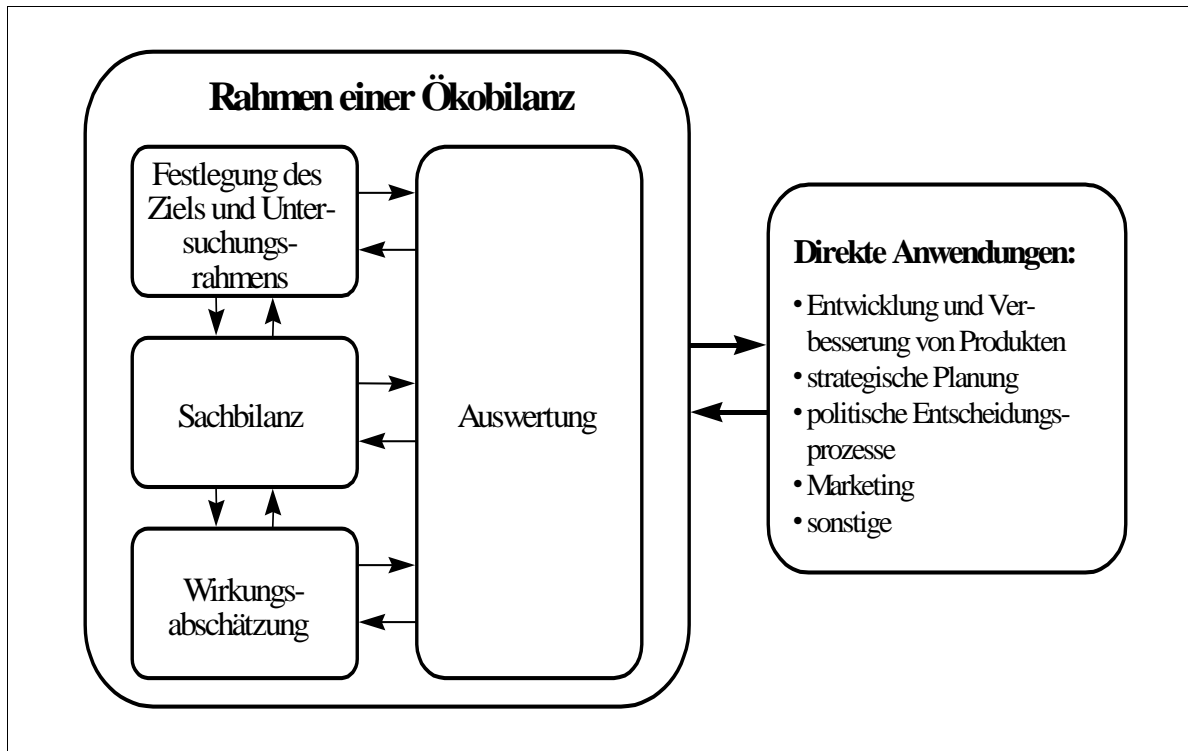 Rahmen einer Ökobilanz
Festlegung des
Ziels und Unter-
suchungs-
rahmens
Sachbilanz
Wirkungs-
abschätzung
Auswertung
Direkte Anwendungen:
• Entwicklung und Ver-
besserung von Produkten
• strategische Planung
• politische Entscheidungs-
prozesse
• Marketing
• sonstige